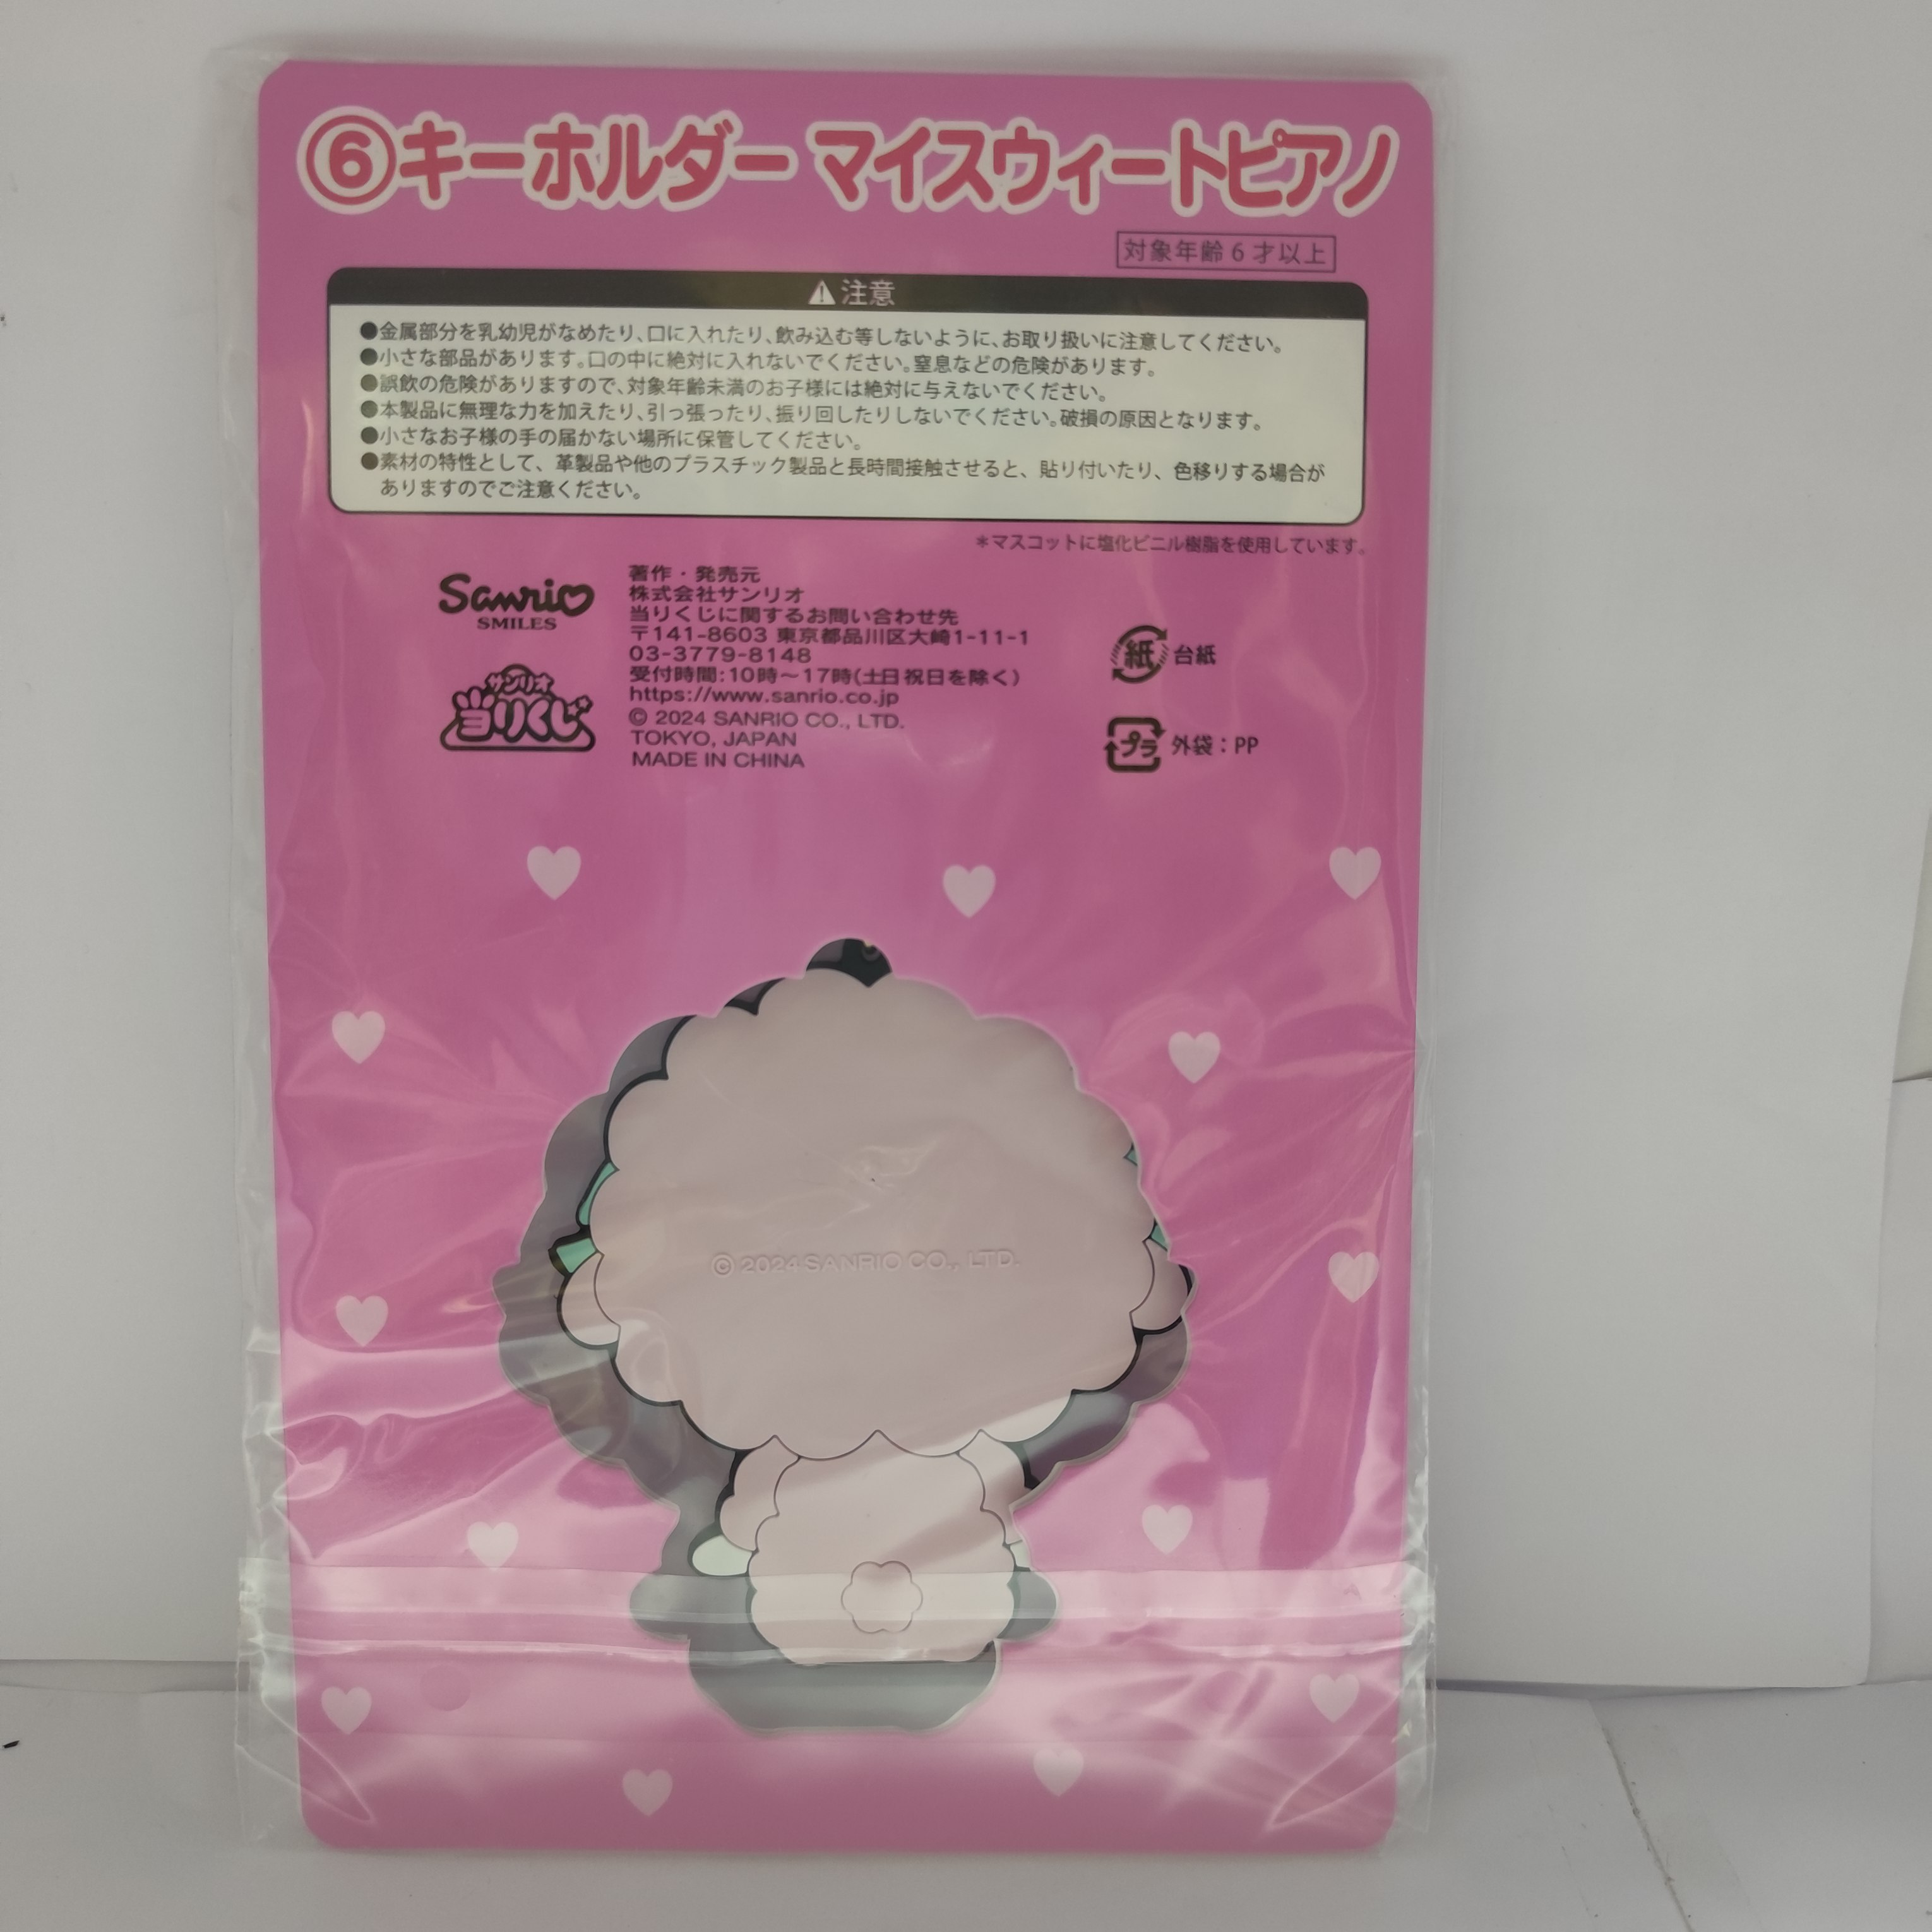 ⑥キーホルダー マイスウィートピアノ
対象年齢6才以上
⚠注意
●金属部分を乳幼児がなめたり、口に入れたり、飲み込む等しないように、お取り扱いに注意してください。
●小さな部品があります。口の中に絶対に入れないでください。窒息などの危険があります。
●誤飲の危険がありますので、対象年齢未満のお子様には絶対に与えないでください。
●本製品に無理な力を加えたり、引っ張ったり、振り回したりしないでください。破損の原因となります。
●小さなお子様の手の届かない場所に保管してください。
●素材の特性として、革製品や他のプラスチック製品と長時間接触させると、貼り付いたり、色移りする場合が
ありますのでご注意ください。
*マスコットに塩化ビニル樹脂を使用しています。
Sanrio
SMILES
サンリオ
当りくじ
著作・発売元
株式会社サンリオ
当りくじに関するお問い合わせ先
〒141-8603 東京都品川区大崎1-11-1
03-3779-8148
受付時間:10時~17時(土日祝日を除く)
https://www.sanrio.co.jp
© 2024 SANRIO CO., LTD.
TOKYO, JAPAN
MADE IN CHINA
紙 台紙
プラ 外袋:PP
© 2024 SANRIO CO., LTD.